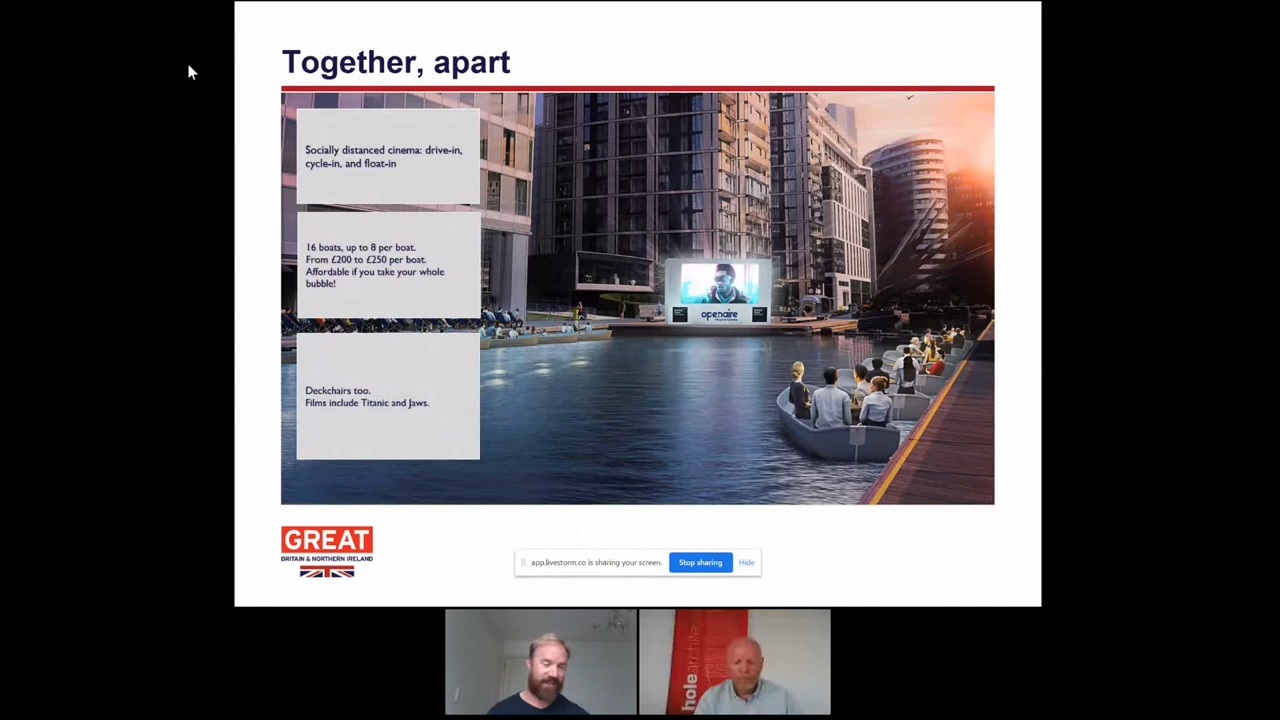 Together, apart
Socially distanced cinema: drive-in,
cycle-in, and float-in
16 boats, up to 8 per boat.
From £200 to £250 per boat.
Affordable if you take your whole
bubble!
Deckchairs too.
Films include Titanic and Jaws.
openaire
GREAT
BRITAIN & NORTHERN IRELAND
app.livestorm.co is sharing your screen.
Stop sharing
Hide
holearchite